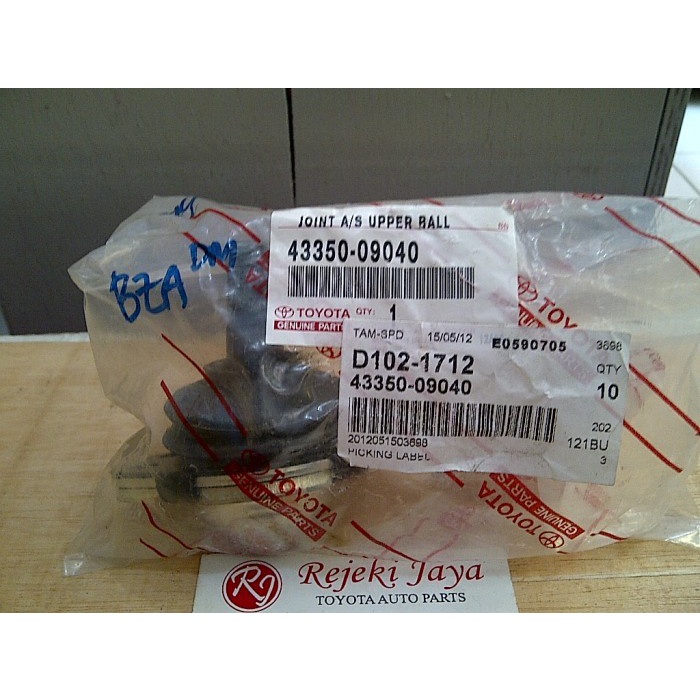 JOINT A/S UPPER BALL
43350-09040
TOYOTA QTY: 1
GENUINE PARTS
BZA
TAM-SPD 15/05/12 E0590705 3698
D102-1712 QTY
43350-09040 10
202
2012051503698 121BU
PICKING LABEL 3
TOYOTA
GENUINE PARTS
TOYOTA
GENUINE PARTS
RJ Rejeki Jaya
TOYOTA AUTO PARTS